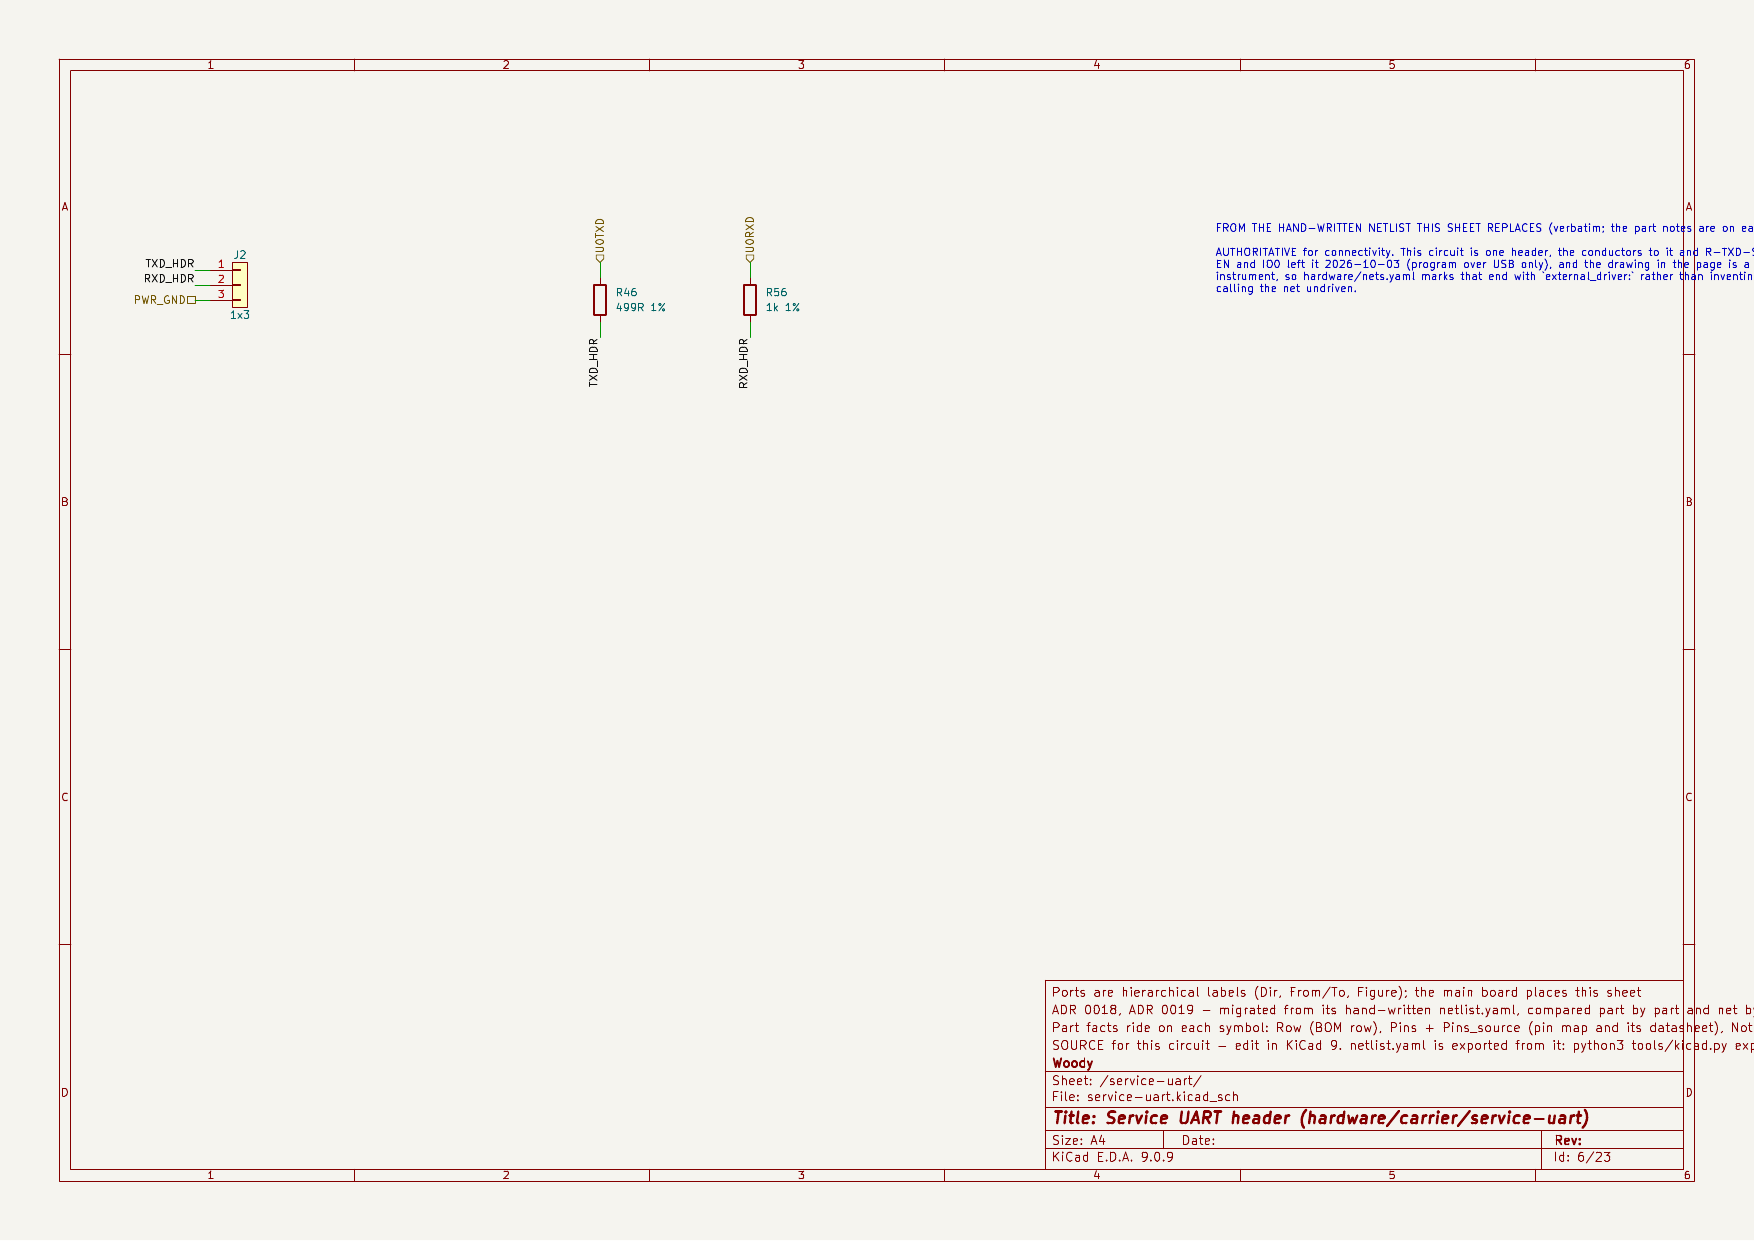 1 2 3 4 5 6
A A
FROM THE HAND-WRITTEN NETLIST THIS SHEET REPLACES (verbatim; the part notes are on ea
AUTHORITATIVE for connectivity. This circuit is one header, the conductors to it and R-TXD-S
EN and IO0 left it 2026-10-03 (program over USB only), and the drawing in the page is a
instrument, so hardware/nets.yaml marks that end with `external_driver:` rather than inventin
calling the net undriven.
J2
TXD_HDR 1
RXD_HDR 2
PWR_GND 3
1x3
U0TXD
R46
499R 1%
TXD_HDR
U0RXD
R56
1k 1%
RXD_HDR
B B
C C
D D
Ports are hierarchical labels (Dir, From/To, Figure); the main board places this sheet
ADR 0018, ADR 0019 - migrated from its hand-written netlist.yaml, compared part by part and net by
Part facts ride on each symbol: Row (BOM row), Pins + Pins_source (pin map and its datasheet), Not
SOURCE for this circuit - edit in KiCad 9. netlist.yaml is exported from it: python3 tools/kicad.py exp
Woody
Sheet: /service-uart/
File: service-uart.kicad_sch
Title: Service UART header (hardware/carrier/service-uart)
Size: A4 Date: Rev:
KiCad E.D.A. 9.0.9 Id: 6/23
1 2 3 4 5 6